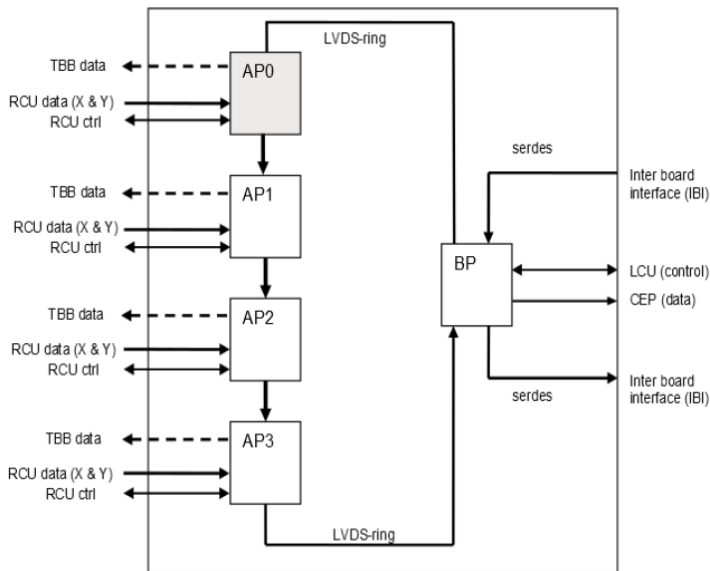 LVDS-ring
TBB data
AP0
RCU data (X & Y)
RCU ctrl
serdes
TBB data
AP1
Inter board
interface (IBI)
RCU data (X & Y)
RCU ctrl
BP
LCU (control)
CEP (data)
TBB data
AP2
RCU data (X & Y)
RCU ctrl
Inter board
interface (IBI)
serdes
TBB data
AP3
RCU data (X & Y)
RCU ctrl
LVDS-ring